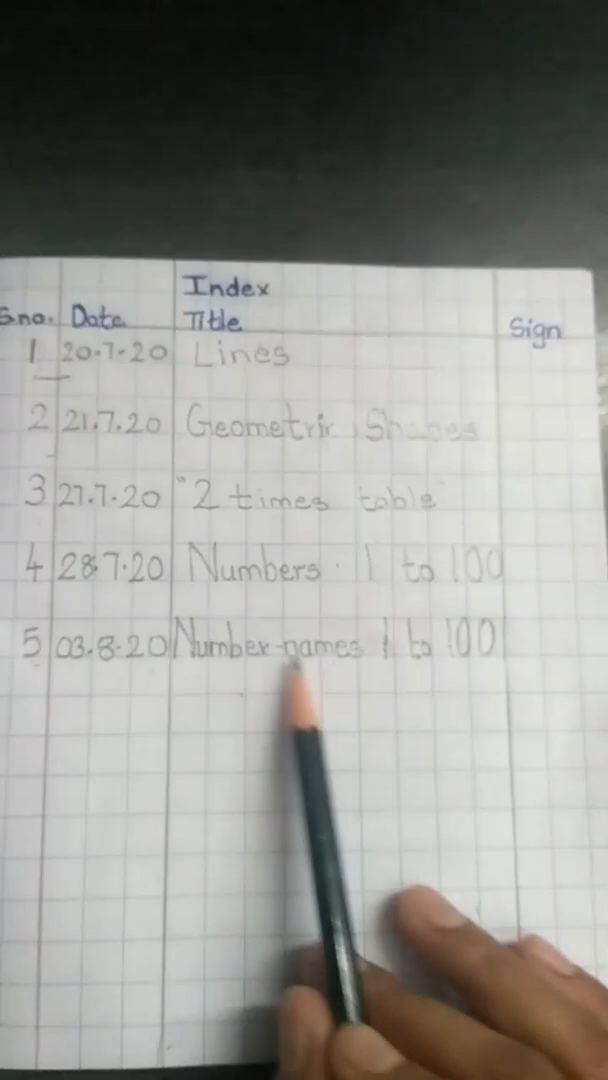 Index
S.no. Date Title Sign
1 20.7.20 Lines
2 21.7.20 Geometric Shapes
3 27.7.20 "2 times table"
4 28.7.20 Numbers. 1 to 100
5 03.8.20 Number-names 1 to 100